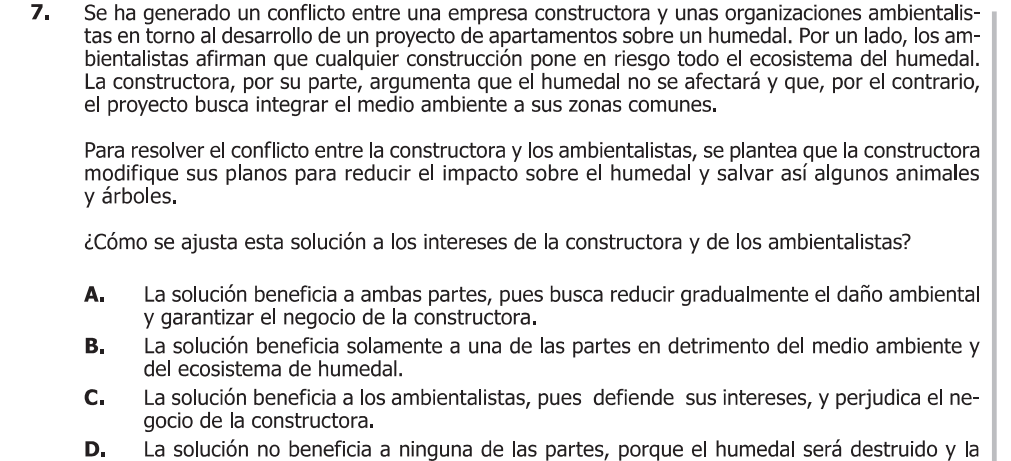 7. Se ha generado un conflicto entre una empresa constructora y unas organizaciones ambientalis-
tas en torno al desarrollo de un proyecto de apartamentos sobre un humedal. Por un lado, los am-
bientalistas afirman que cualquier construcción pone en riesgo todo el ecosistema del humedal.
La constructora, por su parte, argumenta que el humedal no se afectará y que, por el contrario,
el proyecto busca integrar el medio ambiente a sus zonas comunes.
Para resolver el conflicto entre la constructora y los ambientalistas, se plantea que la constructora
modifique sus planos para reducir el impacto sobre el humedal y salvar así algunos animales
y árboles.
¿Cómo se ajusta esta solución a los intereses de la constructora y de los ambientalistas?
A. La solución beneficia a ambas partes, pues busca reducir gradualmente el daño ambiental
y garantizar el negocio de la constructora.
B. La solución beneficia solamente a una de las partes en detrimento del medio ambiente y
del ecosistema de humedal.
C. La solución beneficia a los ambientalistas, pues defiende sus intereses, y perjudica el ne-
gocio de la constructora.
D. La solución no beneficia a ninguna de las partes, porque el humedal será destruido y la